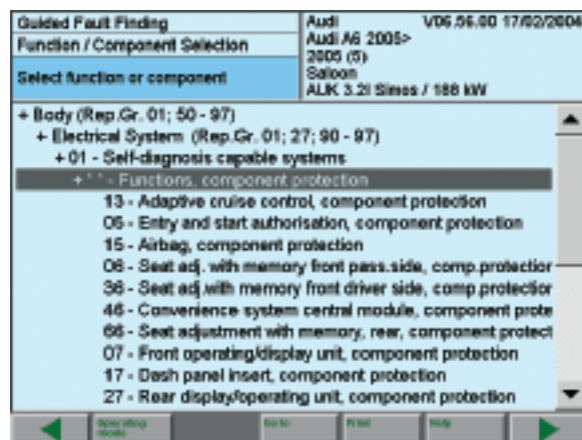 Guided Fault Finding
Function / Component Selection
Select function or component
Audi V06.56.00 17/02/2004
Audi A6 2005>
2005 (5)
Saloon
AUK 3.2l Simos / 188 kW
+ Body (Rep.Gr. 01; 50 - 97)
+ Electrical System (Rep.Gr. 01; 27; 90 - 97)
+ 01 - Self-diagnosis capable systems
+ ' ' - Functions, component protection
13 - Adaptive cruise control, component protection
05 - Entry and start authorisation, component protection
15 - Airbag, component protection
06 - Seat adj. with memory front pass.side, comp.protection
36 - Seat adj.with memory front driver side, comp.protection
46 - Convenience system central module, component prote
66 - Seat adjustment with memory, rear, component protect
07 - Front operating/display unit, component protection
17 - Dash panel insert, component protection
27 - Rear display/operating unit, component protection
Operating mode
Go to
Print
Help